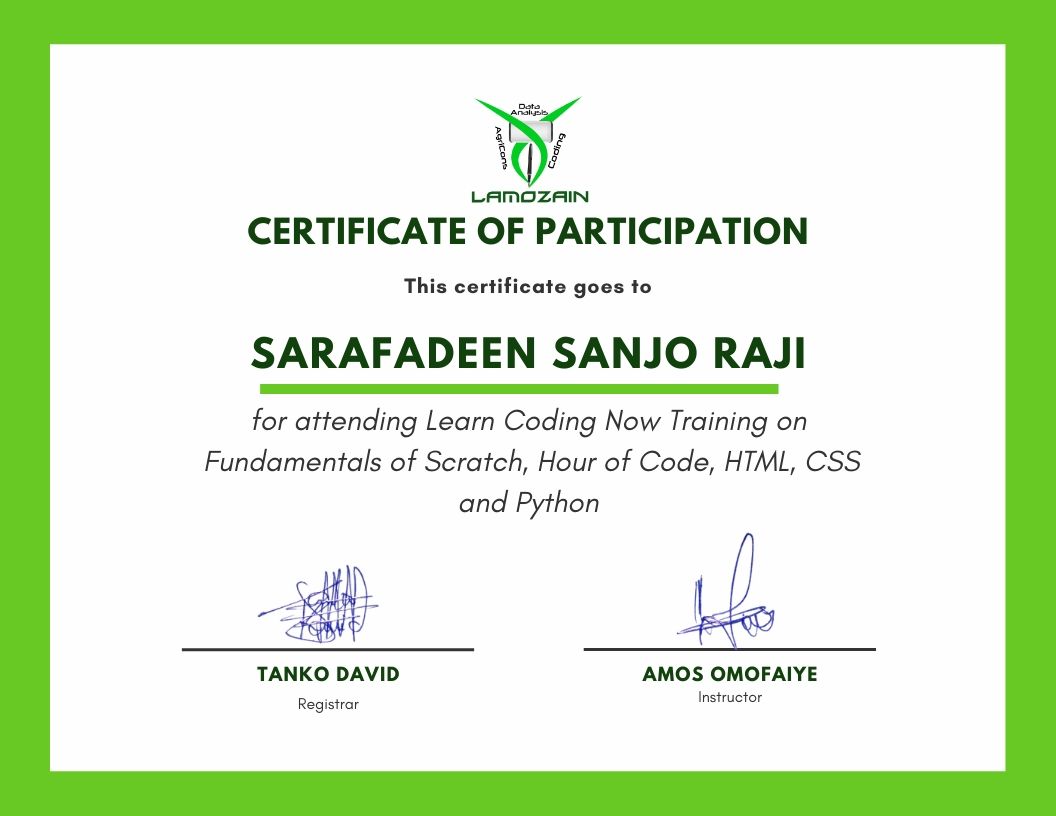 Data
Analysis
AgriCons
Coding
LAMOZAIN
CERTIFICATE OF PARTICIPATION
This certificate goes to
SARAFADEEN SANJO RAJI
for attending Learn Coding Now Training on
Fundamentals of Scratch, Hour of Code, HTML, CSS
and Python
TANKO DAVID
Registrar
AMOS OMOFAIYE
Instructor